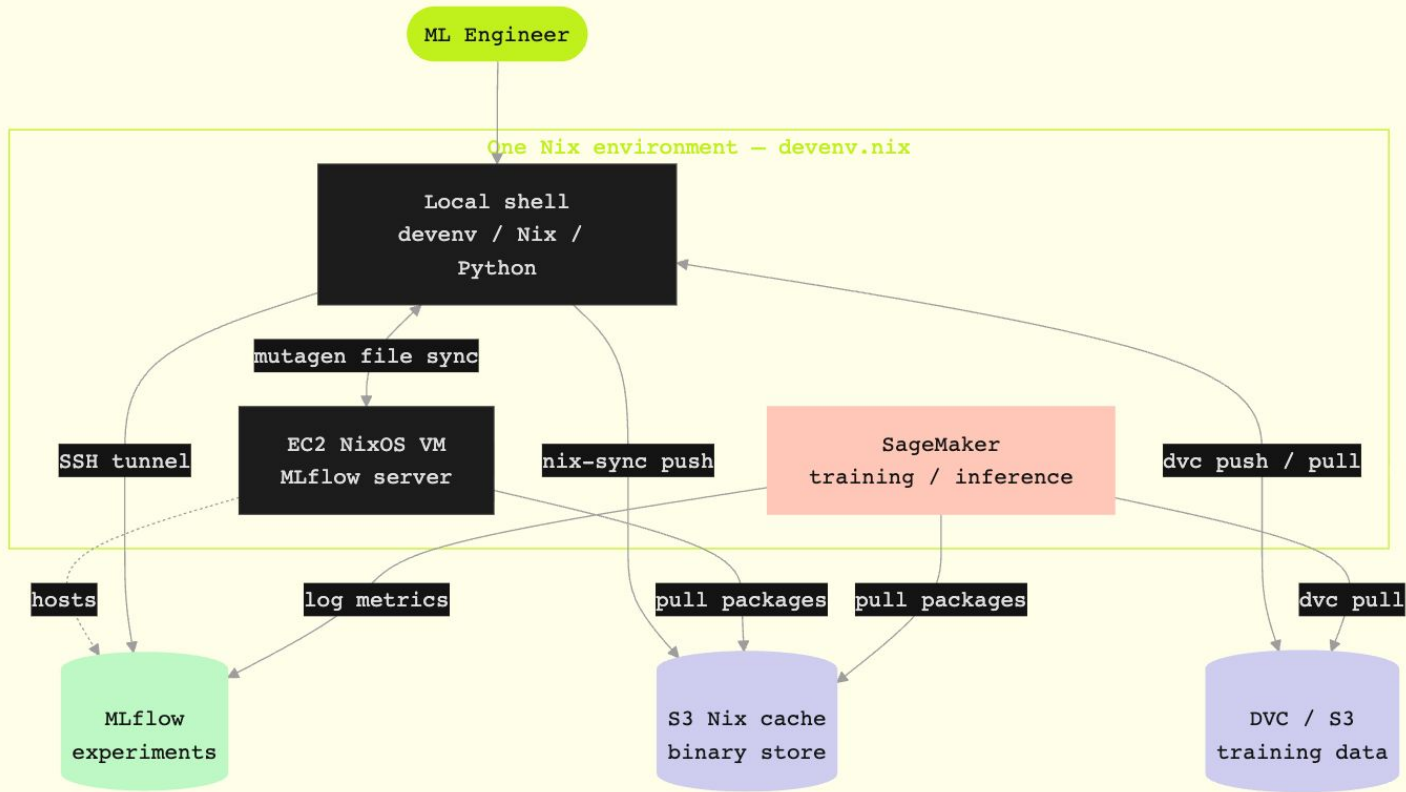 ML Engineer
One Nix environment — devenv.nix
Local shell
devenv / Nix /
Python
mutagen file sync
EC2 NixOS VM
MLflow server
SageMaker
training / inference
SSH tunnel
nix-sync push
dvc push / pull
hosts
log metrics
pull packages
pull packages
dvc pull
MLflow
experiments
S3 Nix cache
binary store
DVC / S3
training data